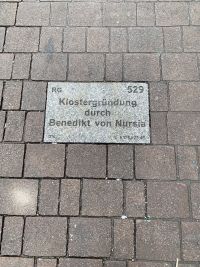 RG 529
Klostergründung
durch
Benedikt von Nursia